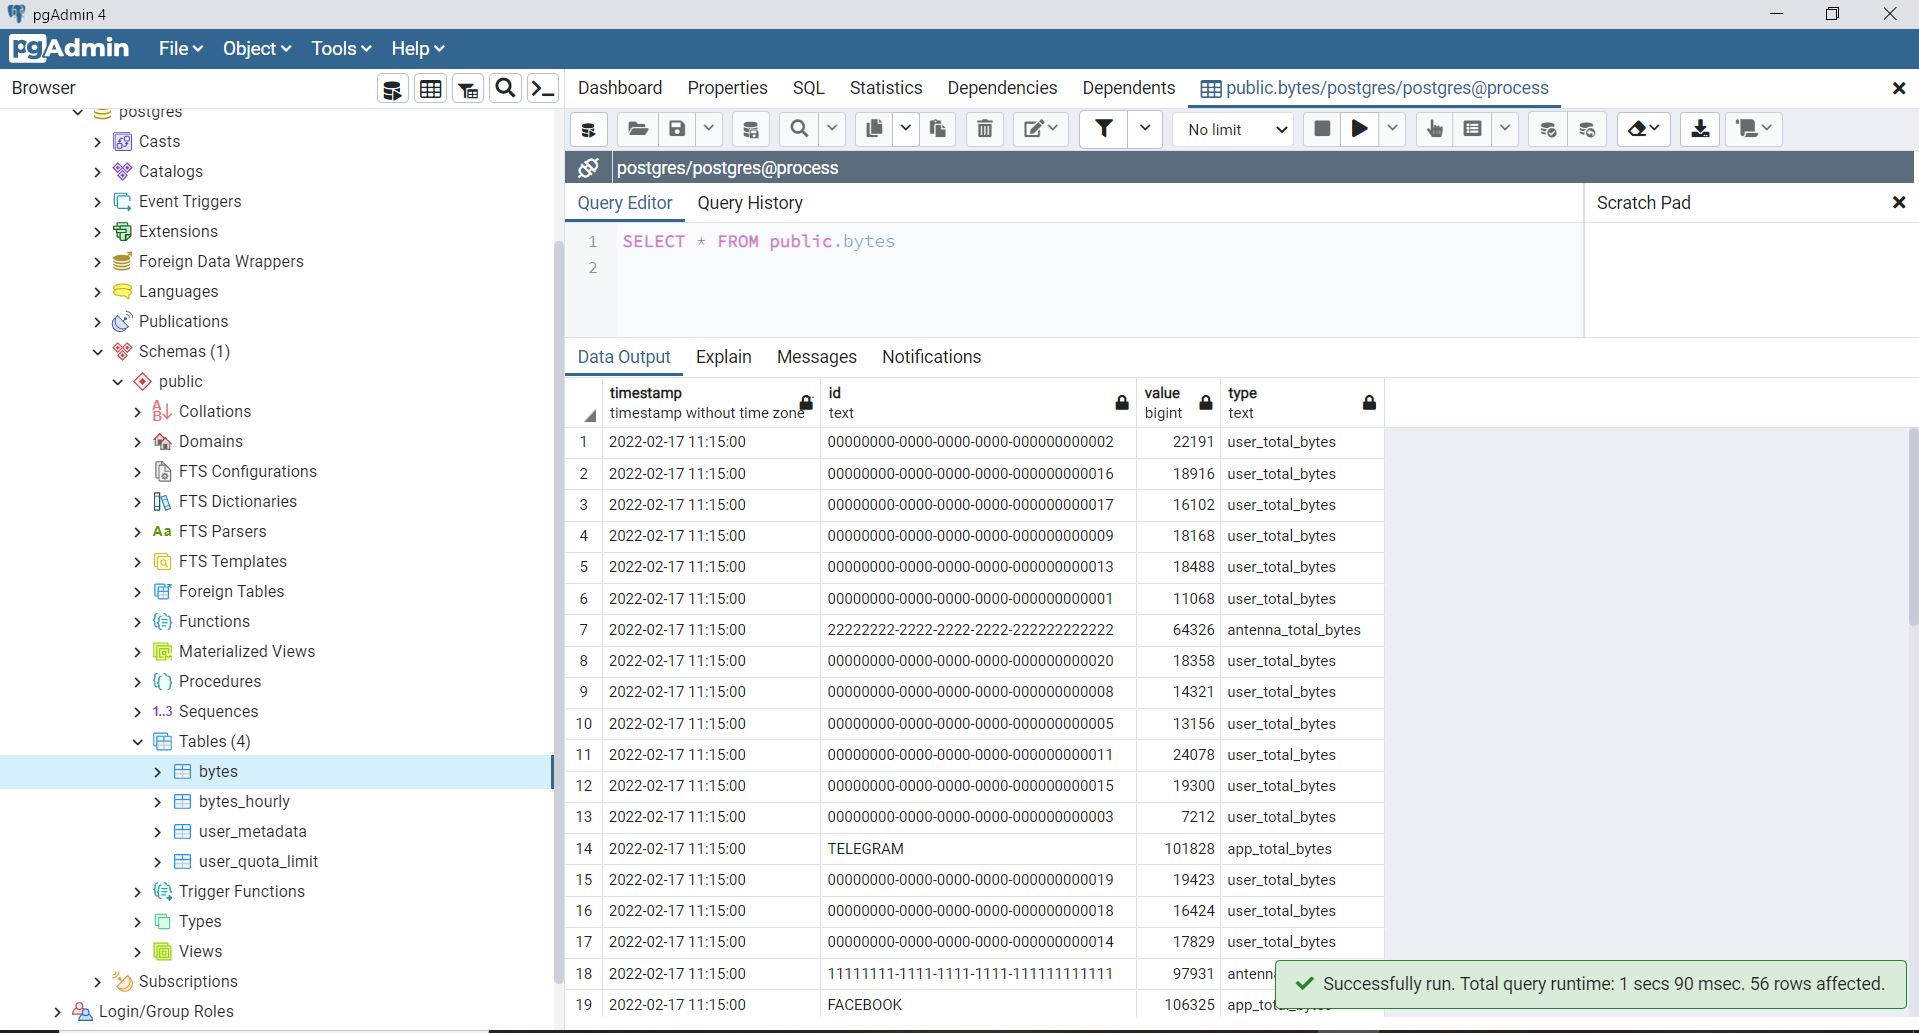 pgAdmin 4
pgAdmin File Object Tools Help
Browser
Dashboard Properties SQL Statistics Dependencies Dependents public.bytes/postgres/postgres@process
No limit
postgres/postgres@process
Query Editor Query History
Scratch Pad
1 SELECT * FROM public.bytes
2
postgres
Casts
Catalogs
Event Triggers
Extensions
Foreign Data Wrappers
Languages
Publications
Schemas (1)
public
Collations
Domains
FTS Configurations
FTS Dictionaries
Aa FTS Parsers
FTS Templates
Foreign Tables
Functions
Materialized Views
Procedures
1..3 Sequences
Tables (4)
bytes
bytes_hourly
user_metadata
user_quota_limit
Trigger Functions
Types
Views
Subscriptions
Login/Group Roles
Data Output Explain Messages Notifications
timestamp id value type
timestamp without time zone text bigint text
1 2022-02-17 11:15:00 00000000-0000-0000-0000-000000000002 22191 user_total_bytes
2 2022-02-17 11:15:00 00000000-0000-0000-0000-000000000016 18916 user_total_bytes
3 2022-02-17 11:15:00 00000000-0000-0000-0000-000000000017 16102 user_total_bytes
4 2022-02-17 11:15:00 00000000-0000-0000-0000-000000000009 18168 user_total_bytes
5 2022-02-17 11:15:00 00000000-0000-0000-0000-000000000013 18488 user_total_bytes
6 2022-02-17 11:15:00 00000000-0000-0000-0000-000000000001 11068 user_total_bytes
7 2022-02-17 11:15:00 22222222-2222-2222-2222-222222222222 64326 antenna_total_bytes
8 2022-02-17 11:15:00 00000000-0000-0000-0000-000000000020 18358 user_total_bytes
9 2022-02-17 11:15:00 00000000-0000-0000-0000-000000000008 14321 user_total_bytes
10 2022-02-17 11:15:00 00000000-0000-0000-0000-000000000005 13156 user_total_bytes
11 2022-02-17 11:15:00 00000000-0000-0000-0000-000000000011 24078 user_total_bytes
12 2022-02-17 11:15:00 00000000-0000-0000-0000-000000000015 19300 user_total_bytes
13 2022-02-17 11:15:00 00000000-0000-0000-0000-000000000003 7212 user_total_bytes
14 2022-02-17 11:15:00 TELEGRAM 101828 app_total_bytes
15 2022-02-17 11:15:00 00000000-0000-0000-0000-000000000019 19423 user_total_bytes
16 2022-02-17 11:15:00 00000000-0000-0000-0000-000000000018 16424 user_total_bytes
17 2022-02-17 11:15:00 00000000-0000-0000-0000-000000000014 17829 user_total_bytes
18 2022-02-17 11:15:00 11111111-1111-1111-1111-111111111111 97931
19 2022-02-17 11:15:00 FACEBOOK 106325
Successfully run. Total query runtime: 1 secs 90 msec. 56 rows affected.